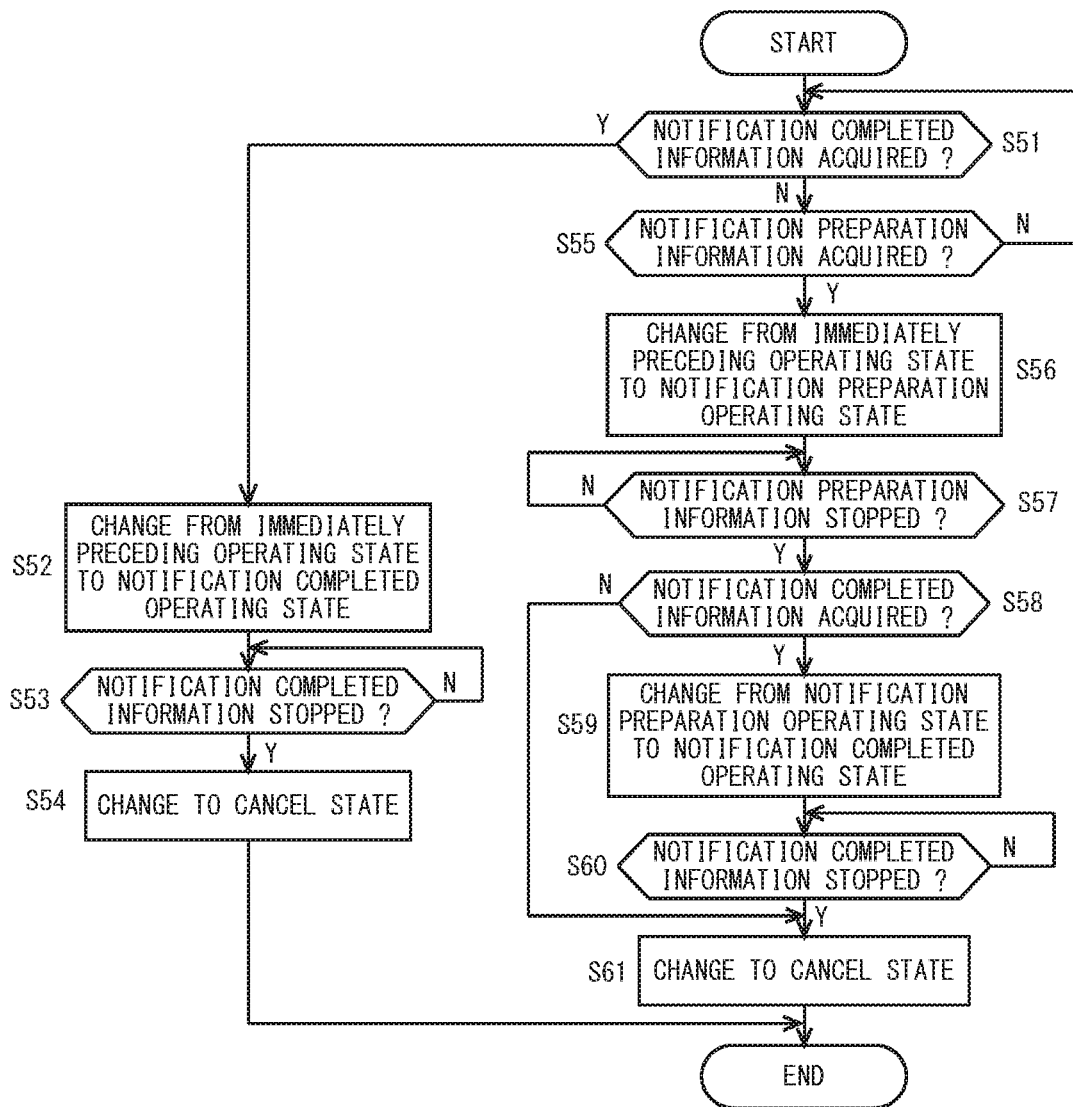 START
Y
NOTIFICATION COMPLETED
INFORMATION ACQUIRED ?
S51
N
S55
NOTIFICATION PREPARATION
INFORMATION ACQUIRED ?
N
Y
CHANGE FROM IMMEDIATELY
PRECEDING OPERATING STATE
TO NOTIFICATION PREPARATION
OPERATING STATE
S56
N
NOTIFICATION PREPARATION
INFORMATION STOPPED ?
S57
Y
N
NOTIFICATION COMPLETED
INFORMATION ACQUIRED ?
S58
Y
S59
CHANGE FROM NOTIFICATION
PREPARATION OPERATING STATE
TO NOTIFICATION COMPLETED
OPERATING STATE
S60
NOTIFICATION COMPLETED
INFORMATION STOPPED ?
N
Y
S61
CHANGE TO CANCEL STATE
S52
CHANGE FROM IMMEDIATELY
PRECEDING OPERATING STATE
TO NOTIFICATION COMPLETED
OPERATING STATE
S53
NOTIFICATION COMPLETED
INFORMATION STOPPED ?
N
Y
S54
CHANGE TO CANCEL STATE
END